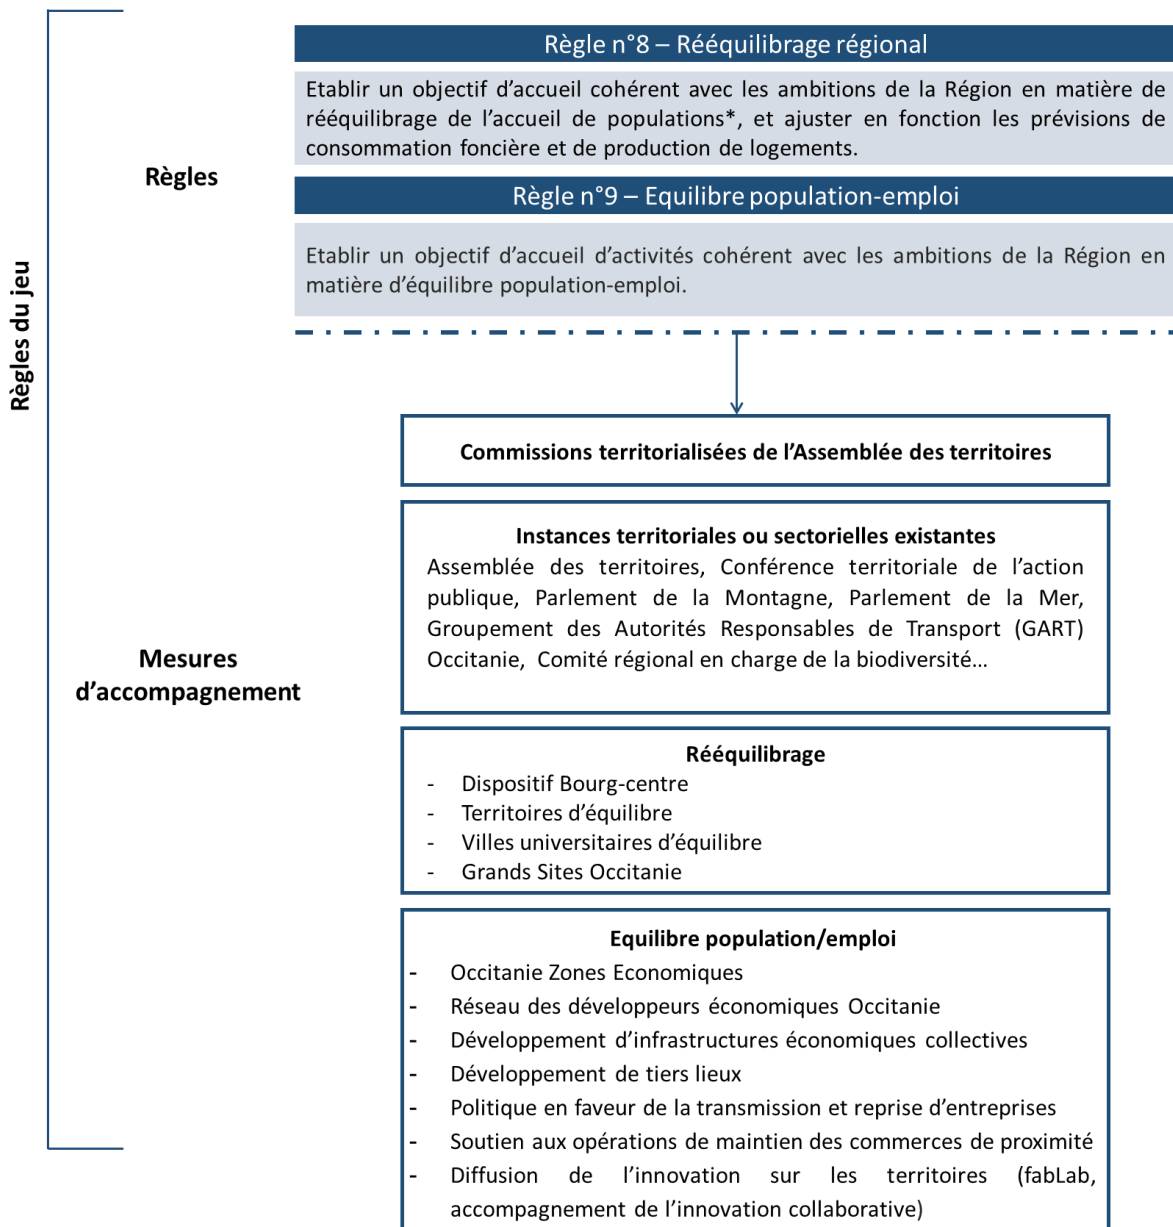 Règles du jeu
Règles
Règle n°8 – Rééquilibrage régional
Etablir un objectif d’accueil cohérent avec les ambitions de la Région en matière de
rééquilibrage de l’accueil de populations*, et ajuster en fonction les prévisions de
consommation foncière et de production de logements.
Règle n°9 – Equilibre population-emploi
Etablir un objectif d’accueil d’activités cohérent avec les ambitions de la Région en
matière d’équilibre population-emploi.
Mesures
d’accompagnement
Commissions territorialisées de l’Assemblée des territoires
Instances territoriales ou sectorielles existantes
Assemblée des territoires, Conférence territoriale de l’action
publique, Parlement de la Montagne, Parlement de la Mer,
Groupement des Autorités Responsables de Transport (GART)
Occitanie, Comité régional en charge de la biodiversité…
Rééquilibrage
- Dispositif Bourg-centre
- Territoires d’équilibre
- Villes universitaires d’équilibre
- Grands Sites Occitanie
Equilibre population/emploi
- Occitanie Zones Economiques
- Réseau des développeurs économiques Occitanie
- Développement d’infrastructures économiques collectives
- Développement de tiers lieux
- Politique en faveur de la transmission et reprise d’entreprises
- Soutien aux opérations de maintien des commerces de proximité
- Diffusion de l’innovation sur les territoires (fabLab,
accompagnement de l’innovation collaborative)